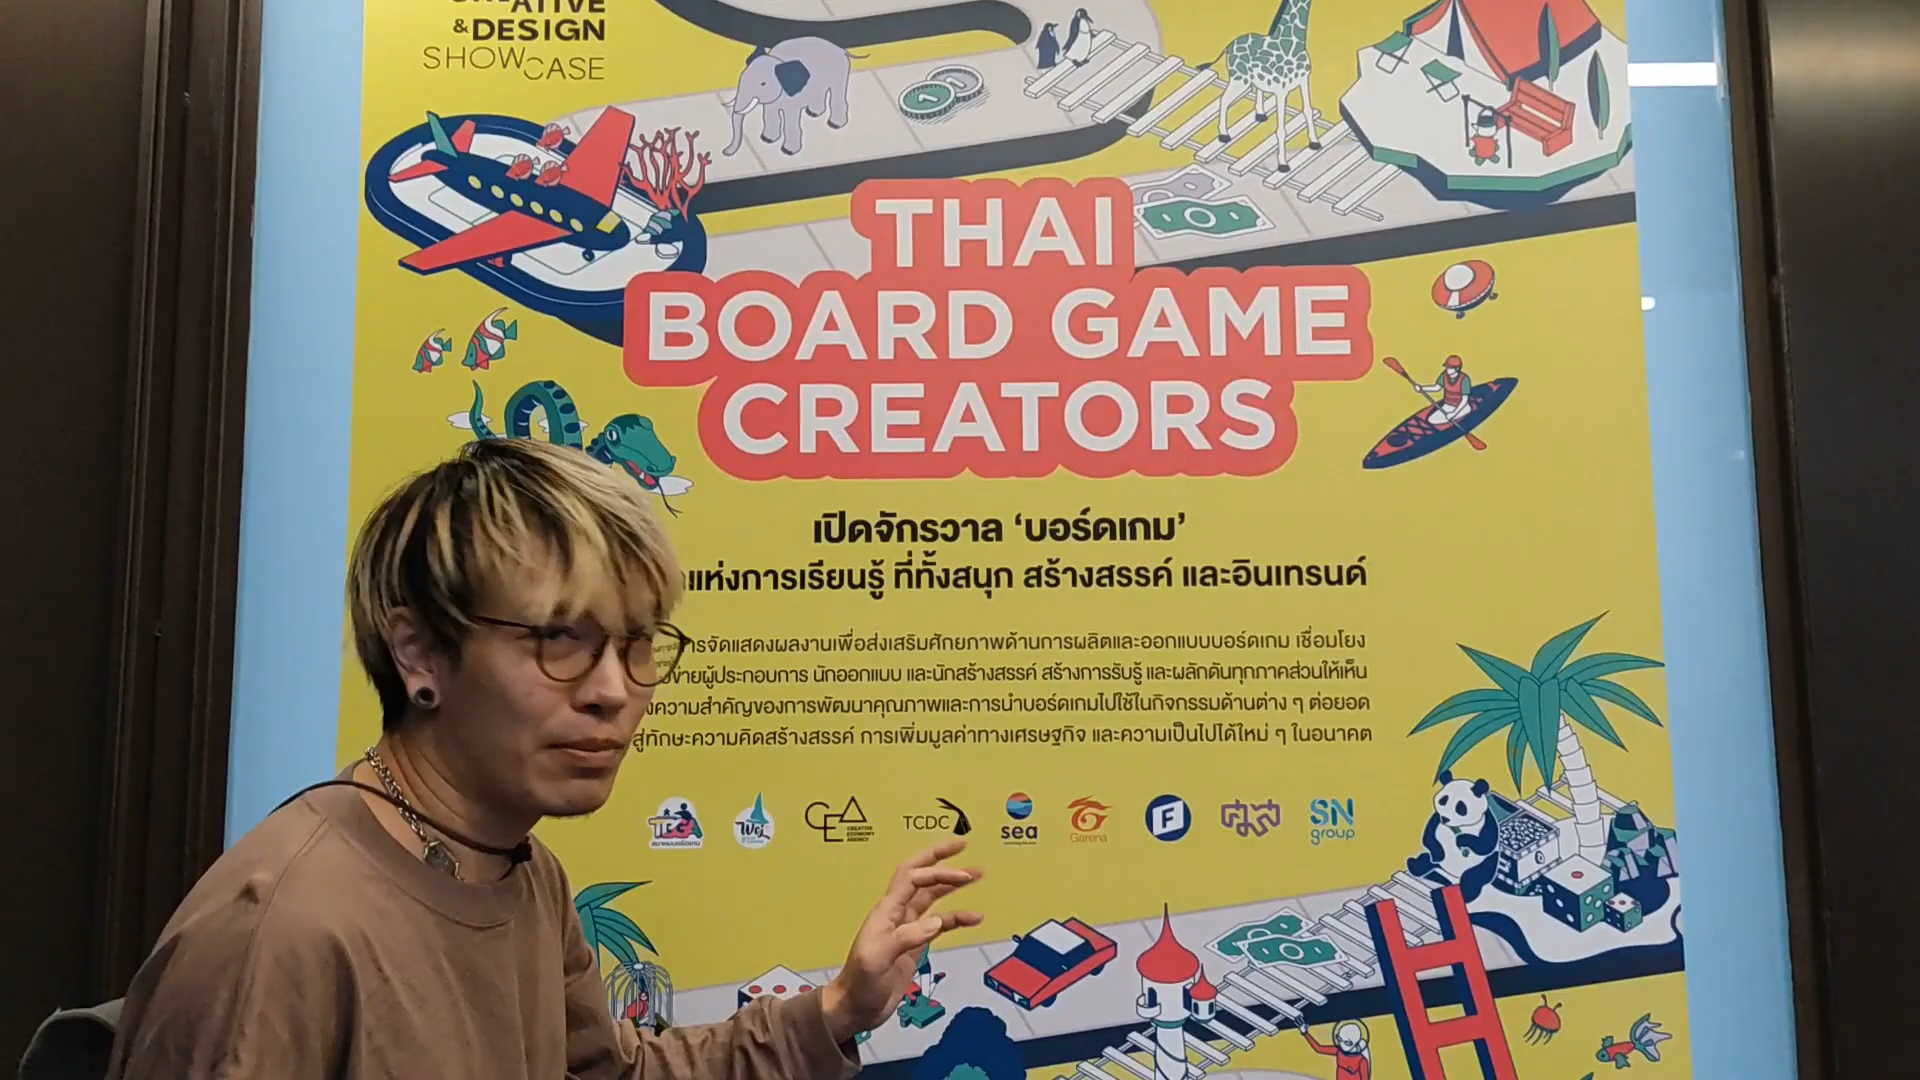 & DESIGN
SHOWCASE
THAI
BOARD GAME
CREATORS
เปิดจักรวาล ‘บอร์ดเกม’
แห่งการเรียนรู้ ที่ทั้งสนุก สร้างสรรค์ และอินเทรนด์
จัดแสดงผลงานเพื่อส่งเสริมศักยภาพด้านการผลิตและออกแบบบอร์ดเกม เชื่อมโยง
ผู้ประกอบการ นักออกแบบ และนักสร้างสรรค์ สร้างการรับรู้ และผลักดันทุกภาคส่วนให้เห็น
ความสำคัญของการพัฒนาคุณภาพและการนำบอร์ดเกมไปใช้ในกิจกรรมด้านต่าง ๆ ต่อยอด
สู่ทักษะความคิดสร้างสรรค์ การเพิ่มมูลค่าทางเศรษฐกิจ และความเป็นไปได้ใหม่ ๆ ในอนาคต
TBGA Wej CEA CREATIVE ECONOMY AGENCY TCDC sea Garena F SN group